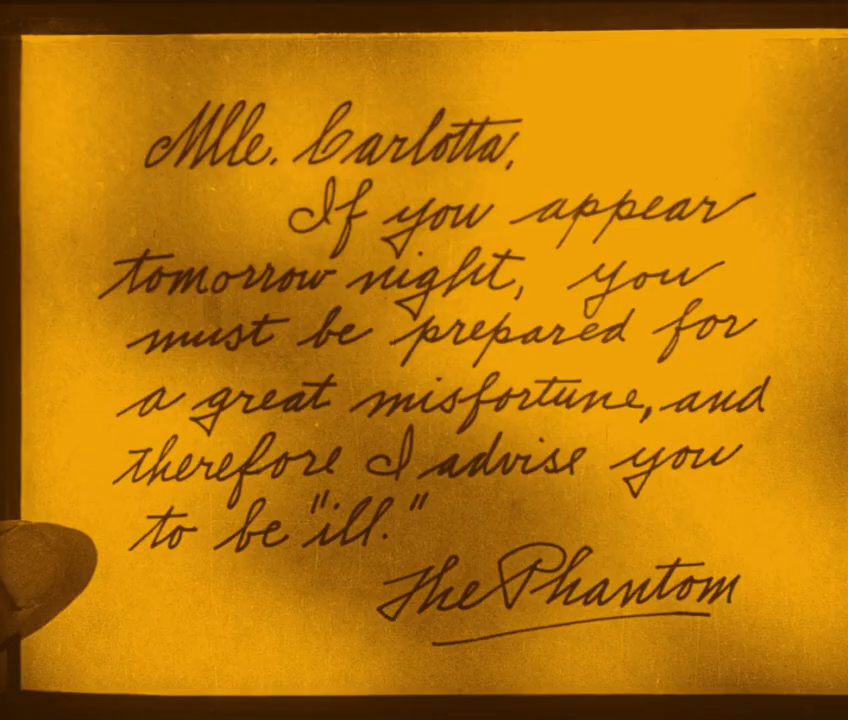 Mlle. Carlotta,
If you appear
tomorrow night, you
must be prepared for
a great misfortune, and
therefore I advise you
to be "ill."
The Phantom